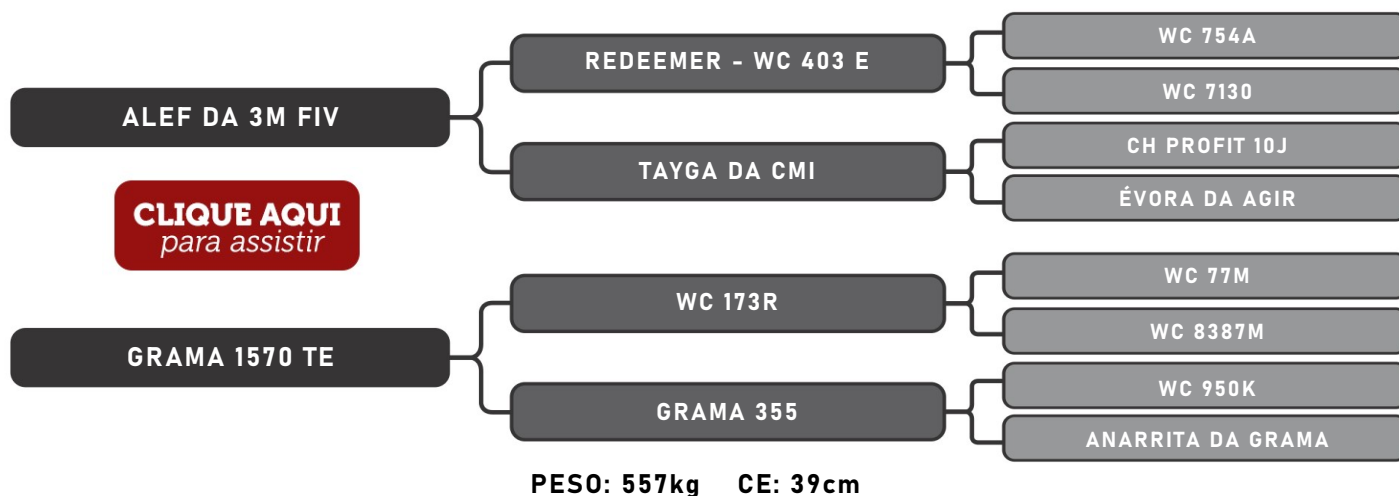 ALEF DA 3M FIV
REDEEMER - WC 403 E
WC 754A
WC 7130
TAYGA DA CMI
CH PROFIT 10J
ÉVORA DA AGIR
CLIQUE AQUI
para assistir
GRAMA 1570 TE
WC 173R
WC 77M
WC 8387M
GRAMA 355
WC 950K
ANARRITA DA GRAMA
PESO: 557kg CE: 39cm